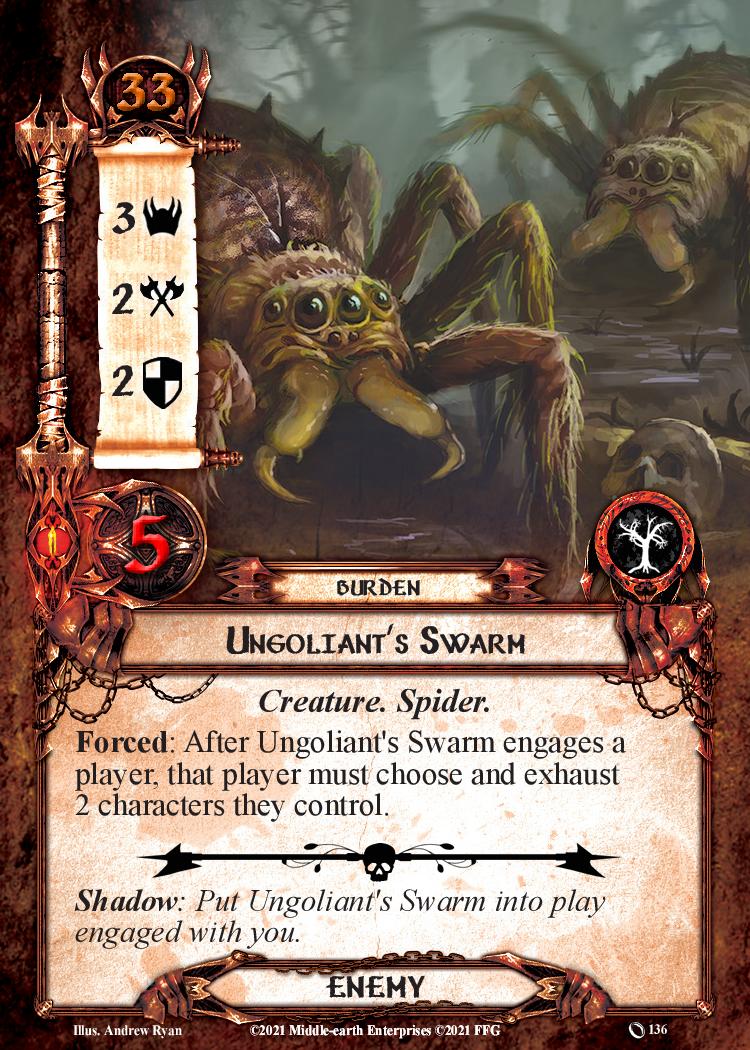 33
3
2
2
5
BURDEN
UNGOLIANT'S SWARM
Creature. Spider.
Forced: After Ungoliant's Swarm engages a
player, that player must choose and exhaust
2 characters they control.
Shadow: Put Ungoliant's Swarm into play
engaged with you.
ENEMY
Illus. Andrew Ryan ©2021 Middle-earth Enterprises ©2021 FFG 136